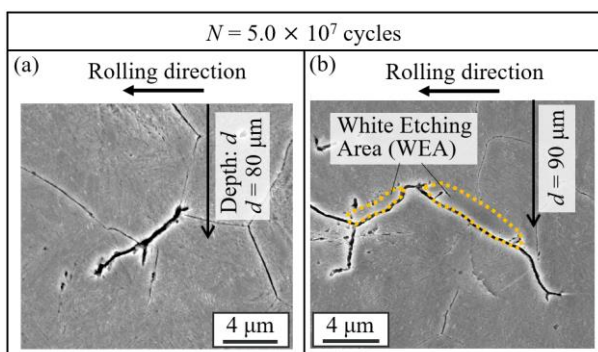 N = 5.0 × 10⁷ cycles
(a)
Rolling direction
Depth: d
d = 80 μm
4 μm
(b)
Rolling direction
White Etching
Area (WEA)
d = 90 μm
4 μm